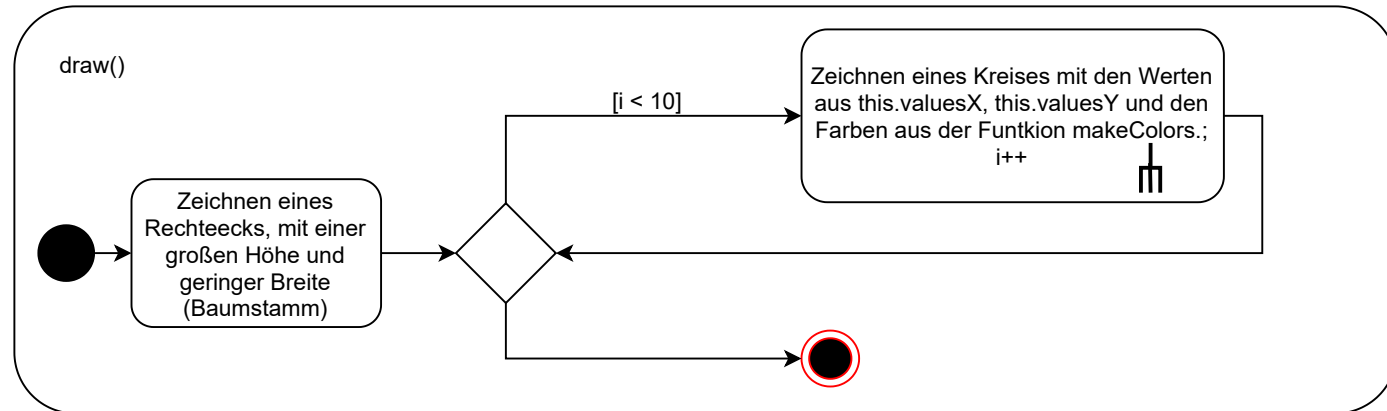 draw()
[i < 10]
Zeichnen eines Kreises mit den Werten
aus this.valuesX, this.valuesY und den
Farben aus der Funtkion makeColors.;
i++
Zeichnen eines
Rechteecks, mit einer
großen Höhe und
geringer Breite
(Baumstamm)